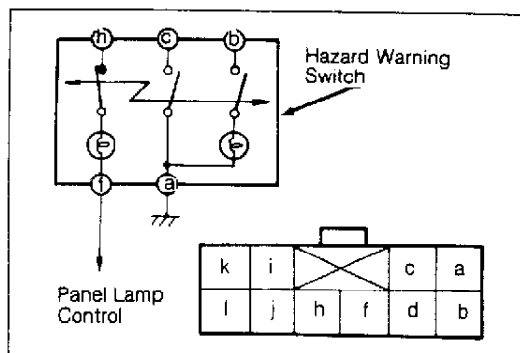 h c b
Hazard Warning
Switch
f a
Panel Lamp
Control
k i c a
l j h f d b